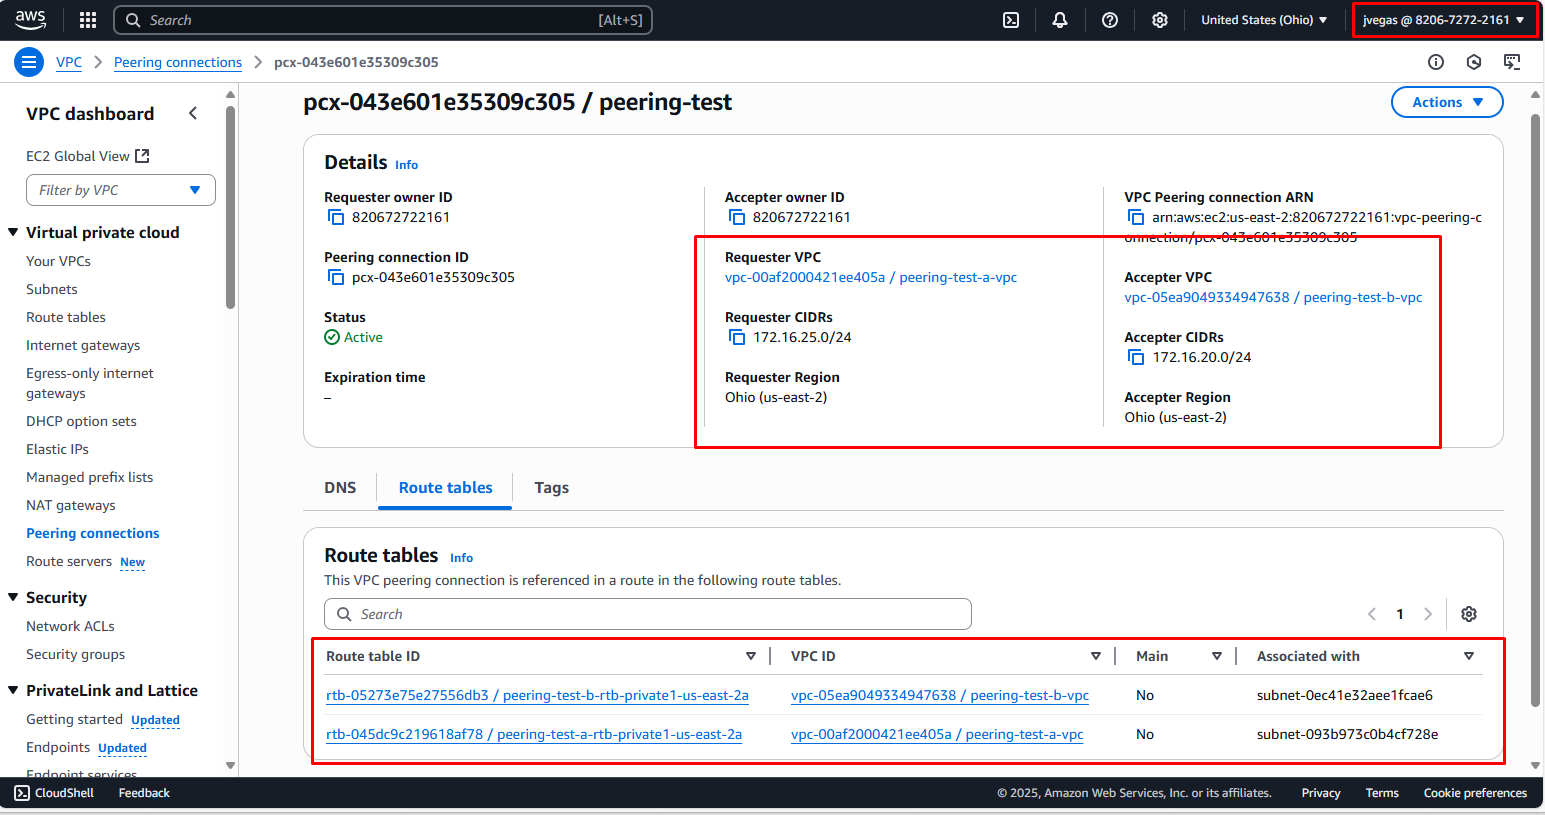 aws
Search
[Alt+S]
United States (Ohio)
jvegas @ 8206-7272-2161
VPC
Peering connections
pcx-043e601e35309c305
VPC dashboard
EC2 Global View
Filter by VPC
Virtual private cloud
Your VPCs
Subnets
Route tables
Internet gateways
Egress-only internet
gateways
DHCP option sets
Elastic IPs
Managed prefix lists
NAT gateways
Peering connections
Route servers New
Security
Network ACLs
Security groups
PrivateLink and Lattice
Getting started Updated
Endpoints Updated
Endpoint services
pcx-043e601e35309c305 / peering-test
Actions
Details Info
Requester owner ID
820672722161
Peering connection ID
pcx-043e601e35309c305
Status
Active
Expiration time
–
Accepter owner ID
820672722161
Requester VPC
vpc-00af2000421ee405a / peering-test-a-vpc
Requester CIDRs
172.16.25.0/24
Requester Region
Ohio (us-east-2)
VPC Peering connection ARN
arn:aws:ec2:us-east-2:820672722161:vpc-peering-c
onnection/pcx-043e601e35309c305
Accepter VPC
vpc-05ea9049334947638 / peering-test-b-vpc
Accepter CIDRs
172.16.20.0/24
Accepter Region
Ohio (us-east-2)
DNS
Route tables
Tags
Route tables Info
This VPC peering connection is referenced in a route in the following route tables.
Search
1
Route table ID
VPC ID
Main
Associated with
rtb-05273e75e27556db3 / peering-test-b-rtb-private1-us-east-2a
vpc-05ea9049334947638 / peering-test-b-vpc
No
subnet-0ec41e32aee1fcae6
rtb-045dc9c219618af78 / peering-test-a-rtb-private1-us-east-2a
vpc-00af2000421ee405a / peering-test-a-vpc
No
subnet-093b973c0b4cf728e
CloudShell
Feedback
© 2025, Amazon Web Services, Inc. or its affiliates.
Privacy
Terms
Cookie preferences